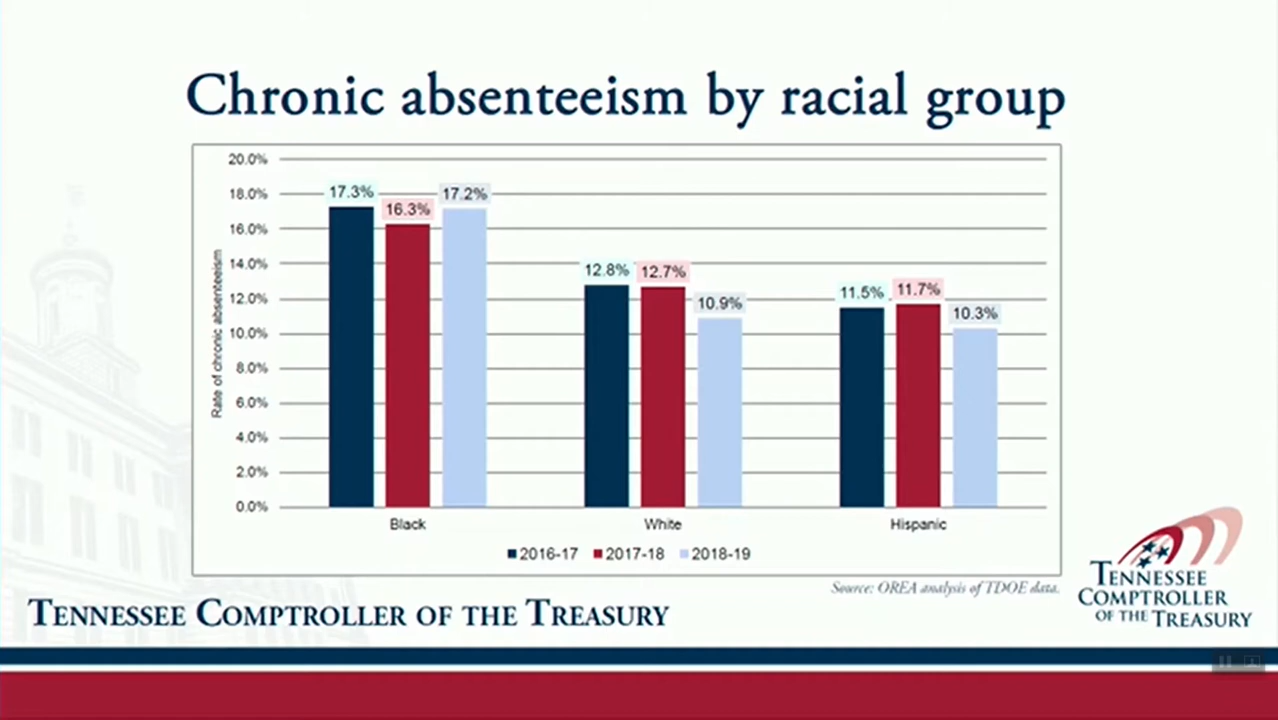 Chronic absenteeism by racial group
20.0%
18.0%
16.0%
14.0%
12.0%
10.0%
8.0%
6.0%
4.0%
2.0%
0.0%
Rate of chronic absenteeism
17.3%
16.3%
17.2%
12.8%
12.7%
10.9%
11.5%
11.7%
10.3%
Black
White
Hispanic
2016-17
2017-18
2018-19
Source: OREA analysis of TDOE data.
TENNESSEE COMPTROLLER OF THE TREASURY
TENNESSEE
COMPTROLLER
OF THE TREASURY